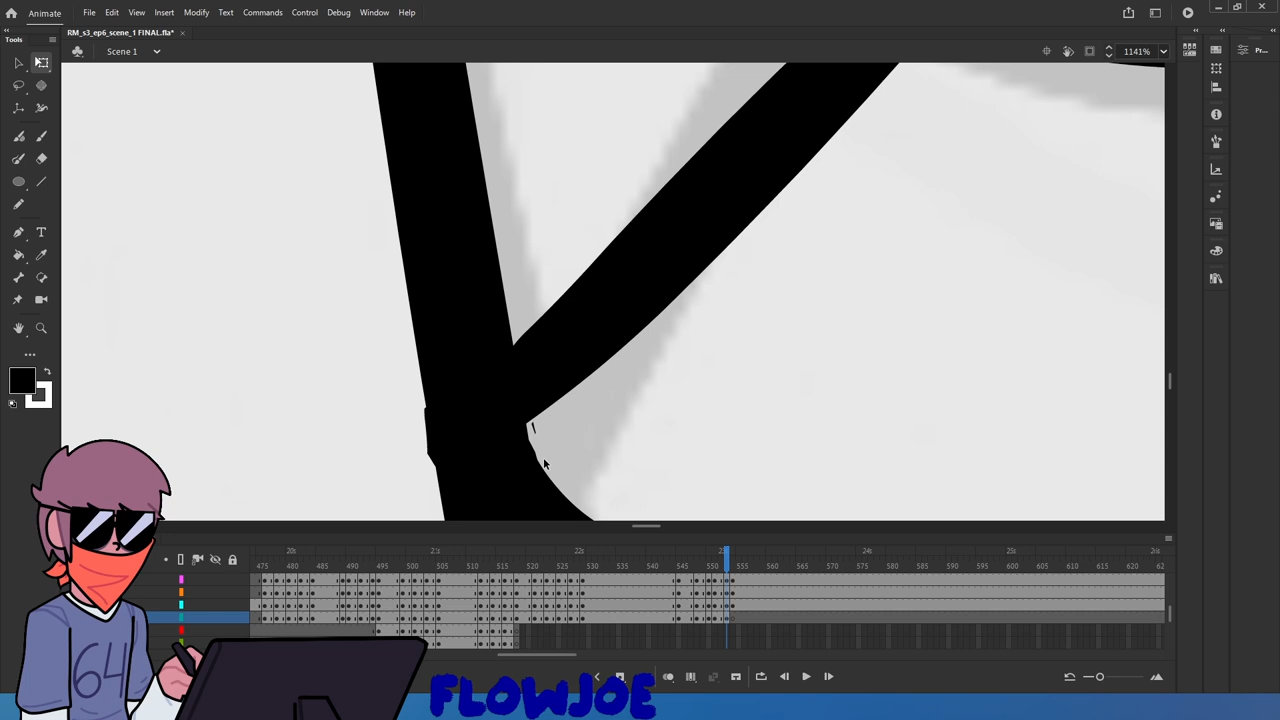 Animate File Edit View Insert Modify Text Commands Control Debug Window Help
Tools RM_s3_ep6_scene_1 FINAL.fla*
Scene 1 1141% Pr...
T
20s 21s 22s 23 24s 25s 26s
475 480 485 490 495 500 505 510 515 520 525 530 535 540 545 550 555 560 565 570 575 580 585 590 595 600 605 610 615 620 62
64
FLOWJOE